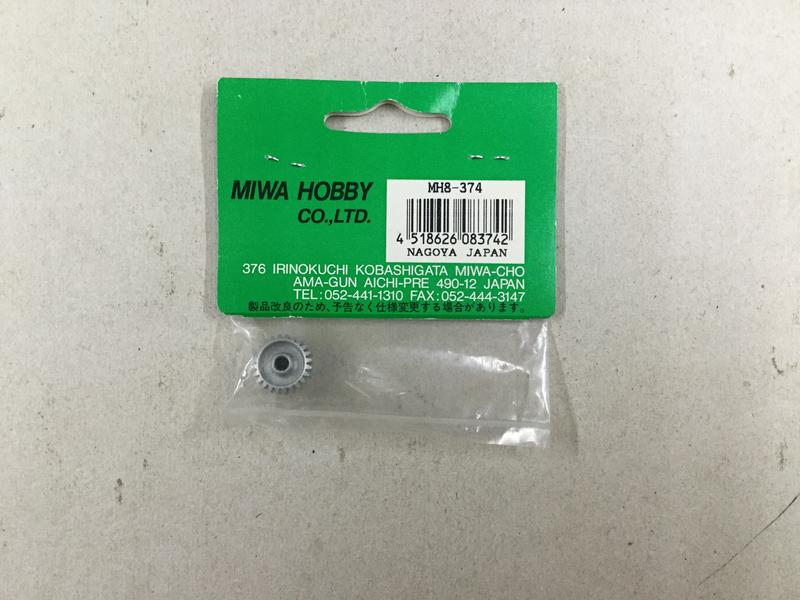 MIWA HOBBY
CO.,LTD.
MH8-374
4 518626 083742
NAGOYA JAPAN
376 IRINOKUCHI KOBASHIGATA MIWA-CHO
AMA-GUN AICHI-PRE 490-12 JAPAN
TEL:052-441-1310 FAX:052-444-3147
製品改良のため、予告なく仕様変更する場合があります。